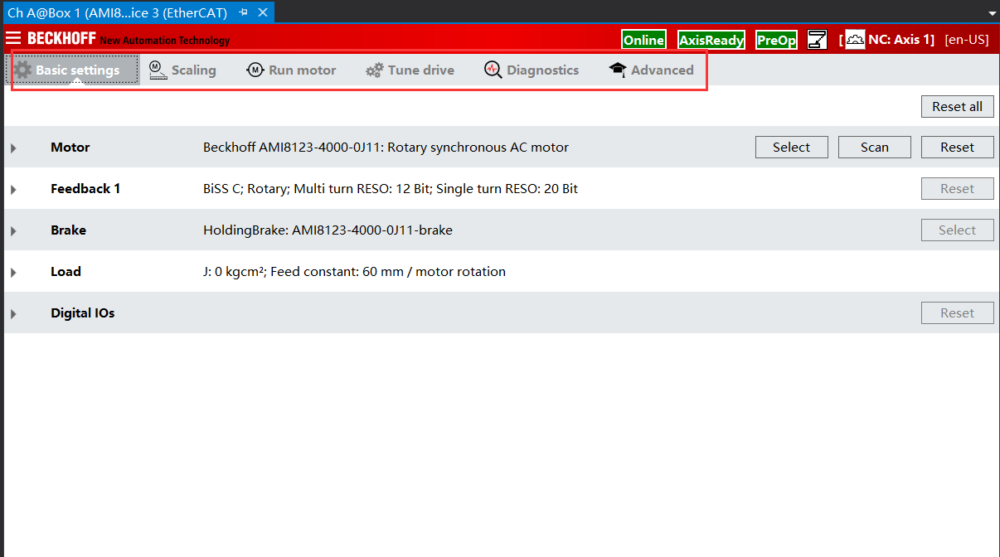 Ch A@Box 1 (AMI8...ice 3 (EtherCAT)
BECKHOFF New Automation Technology Online AxisReady PreOp [ NC: Axis 1] [en-US]
Basic settings M Scaling M Run motor Tune drive Diagnostics Advanced
Reset all
Motor Beckhoff AMI8123-4000-0J11: Rotary synchronous AC motor Select Scan Reset
Feedback 1 BiSS C; Rotary; Multi turn RESO: 12 Bit; Single turn RESO: 20 Bit Reset
Brake HoldingBrake: AMI8123-4000-0J11-brake Select
Load J: 0 kgcm²; Feed constant: 60 mm / motor rotation
Digital IOs Reset